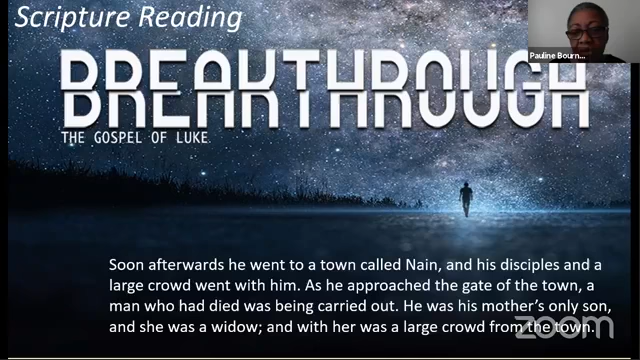 Scripture Reading
Pauline Bourn...
BREAKTHROUGH
THE GOSPEL OF LUKE
Soon afterwards he went to a town called Nain, and his disciples and a
large crowd went with him. As he approached the gate of the town, a
man who had died was being carried out. He was his mother's only son,
and she was a widow; and with her was a large crowd from the town.
zoom